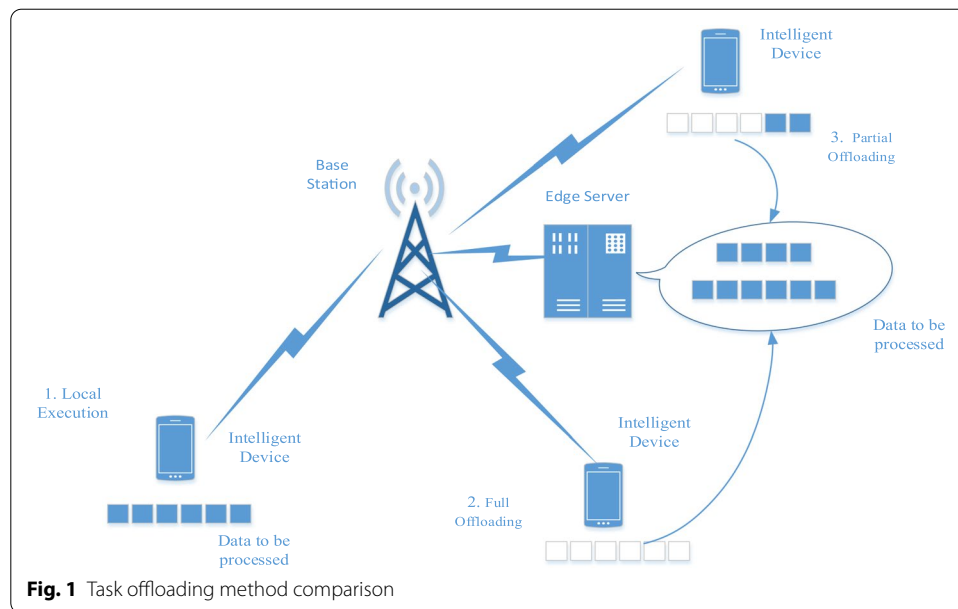 Intelligent
Device
3. Partial
Offloading
Base
Station
Edge Server
Data to be
processed
1. Local
Execution
Intelligent
Device
Data to be
processed
Intelligent
Device
2. Full
Offloading
Fig. 1 Task offloading method comparison